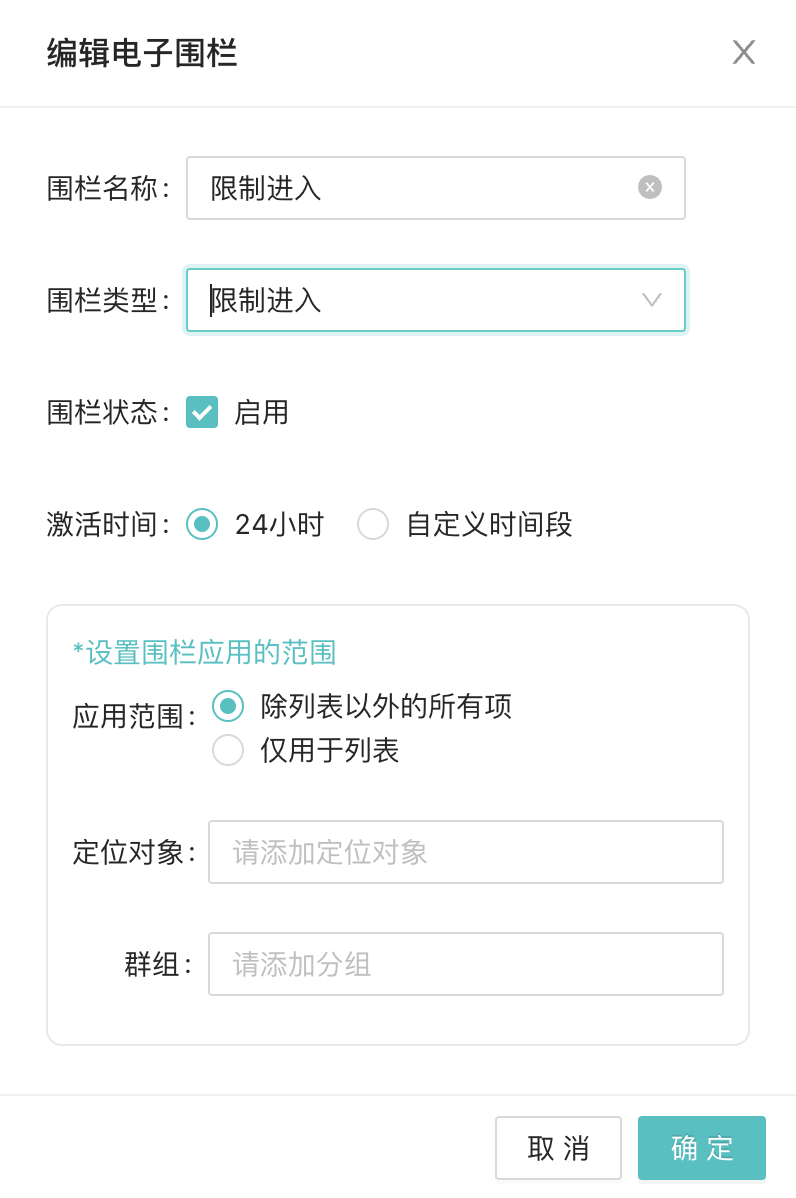 编辑电子围栏
围栏名称: 限制进入
围栏类型: 限制进入
围栏状态: 启用
激活时间: 24小时 自定义时间段
*设置围栏应用的范围
应用范围: 除列表以外的所有项
仅用于列表
定位对象: 请添加定位对象
群组: 请添加分组
取 消 确 定